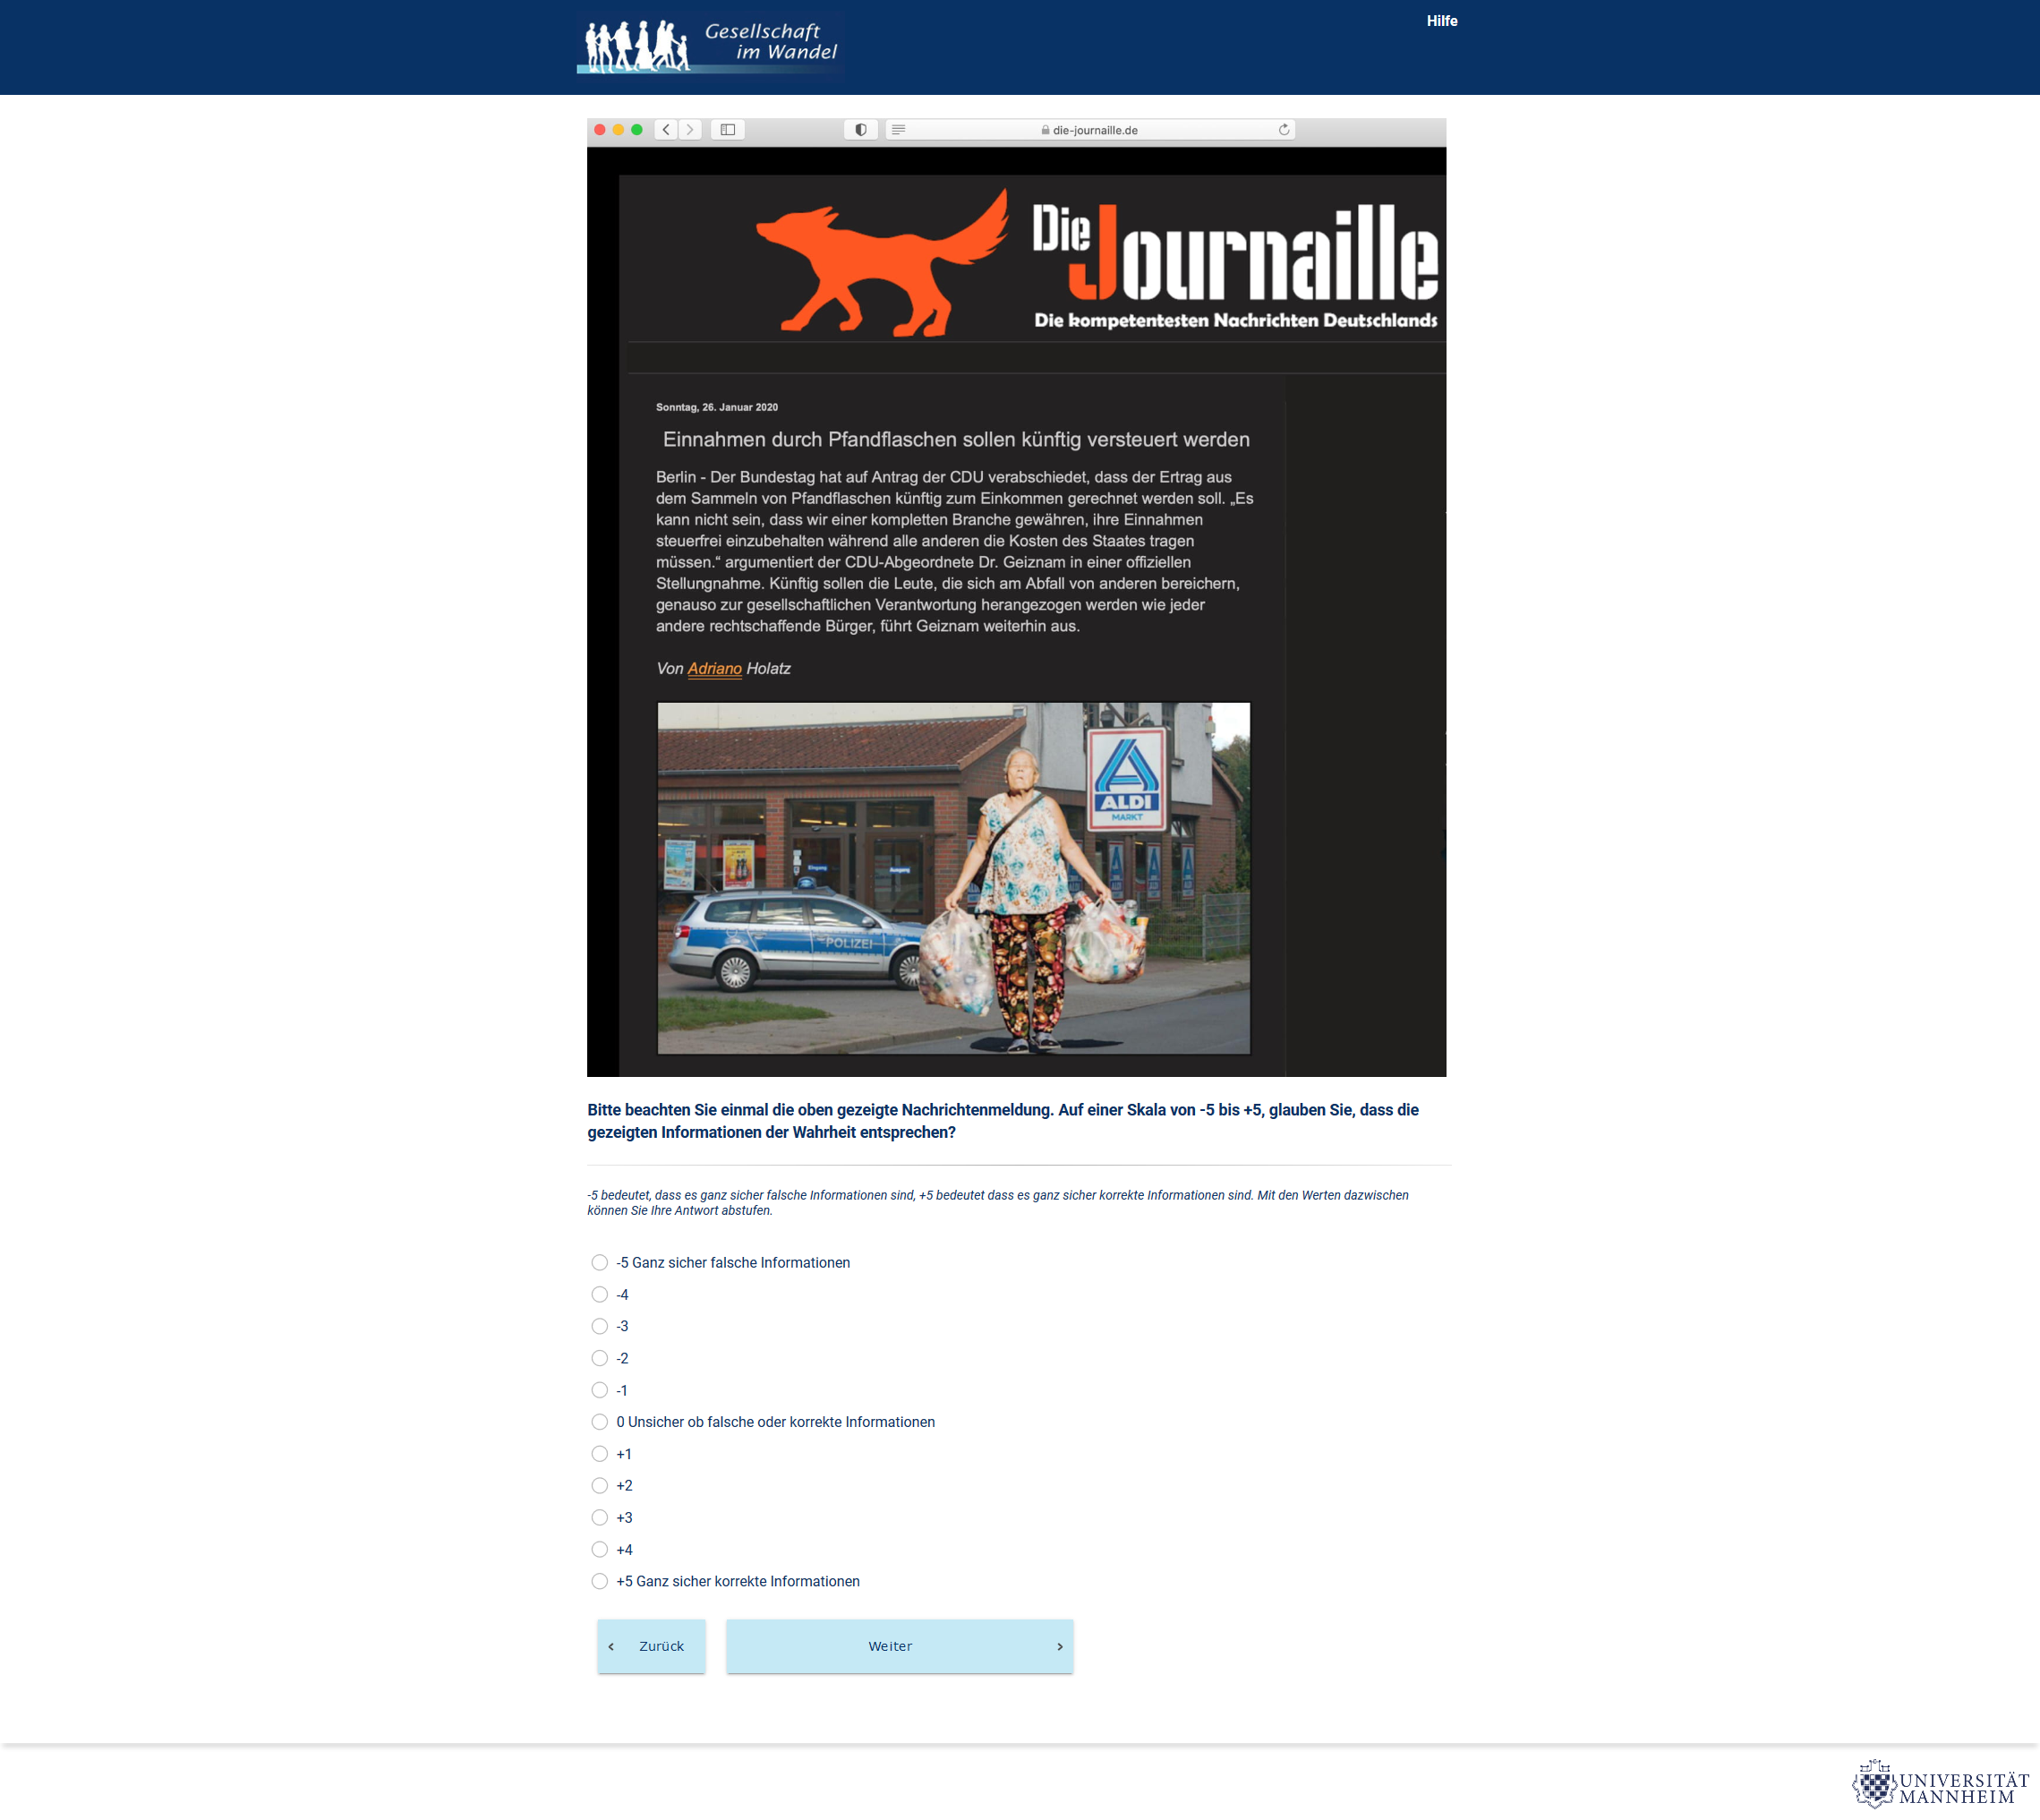 Gesellschaft
im Wandel
Hilfe
die-journaille.de
Die Journaille
Die kompetentesten Nachrichten Deutschlands
Sonntag, 26. Januar 2020
Einnahmen durch Pfandflaschen sollen künftig versteuert werden
Berlin - Der Bundestag hat auf Antrag der CDU verabschiedet, dass der Ertrag aus
dem Sammeln von Pfandflaschen künftig zum Einkommen gerechnet werden soll. „Es
kann nicht sein, dass wir einer kompletten Branche gewähren, ihre Einnahmen
steuerfrei einzubehalten während alle anderen die Kosten des Staates tragen
müssen.“ argumentiert der CDU-Abgeordnete Dr. Geiznam in einer offiziellen
Stellungnahme. Künftig sollen die Leute, die sich am Abfall von anderen bereichern,
genauso zur gesellschaftlichen Verantwortung herangezogen werden wie jeder
andere rechtschaffende Bürger, führt Geiznam weiterhin aus.
Von Adriano Holatz
ALDI
MARKT
Eingang
Ausgang
POLIZEI
Bitte beachten Sie einmal die oben gezeigte Nachrichtenmeldung. Auf einer Skala von -5 bis +5, glauben Sie, dass die
gezeigten Informationen der Wahrheit entsprechen?
-5 bedeutet, dass es ganz sicher falsche Informationen sind, +5 bedeutet dass es ganz sicher korrekte Informationen sind. Mit den Werten dazwischen
können Sie Ihre Antwort abstufen.
-5 Ganz sicher falsche Informationen
-4
-3
-2
-1
0 Unsicher ob falsche oder korrekte Informationen
+1
+2
+3
+4
+5 Ganz sicher korrekte Informationen
Zurück
Weiter
UNIVERSITÄT
MANNHEIM